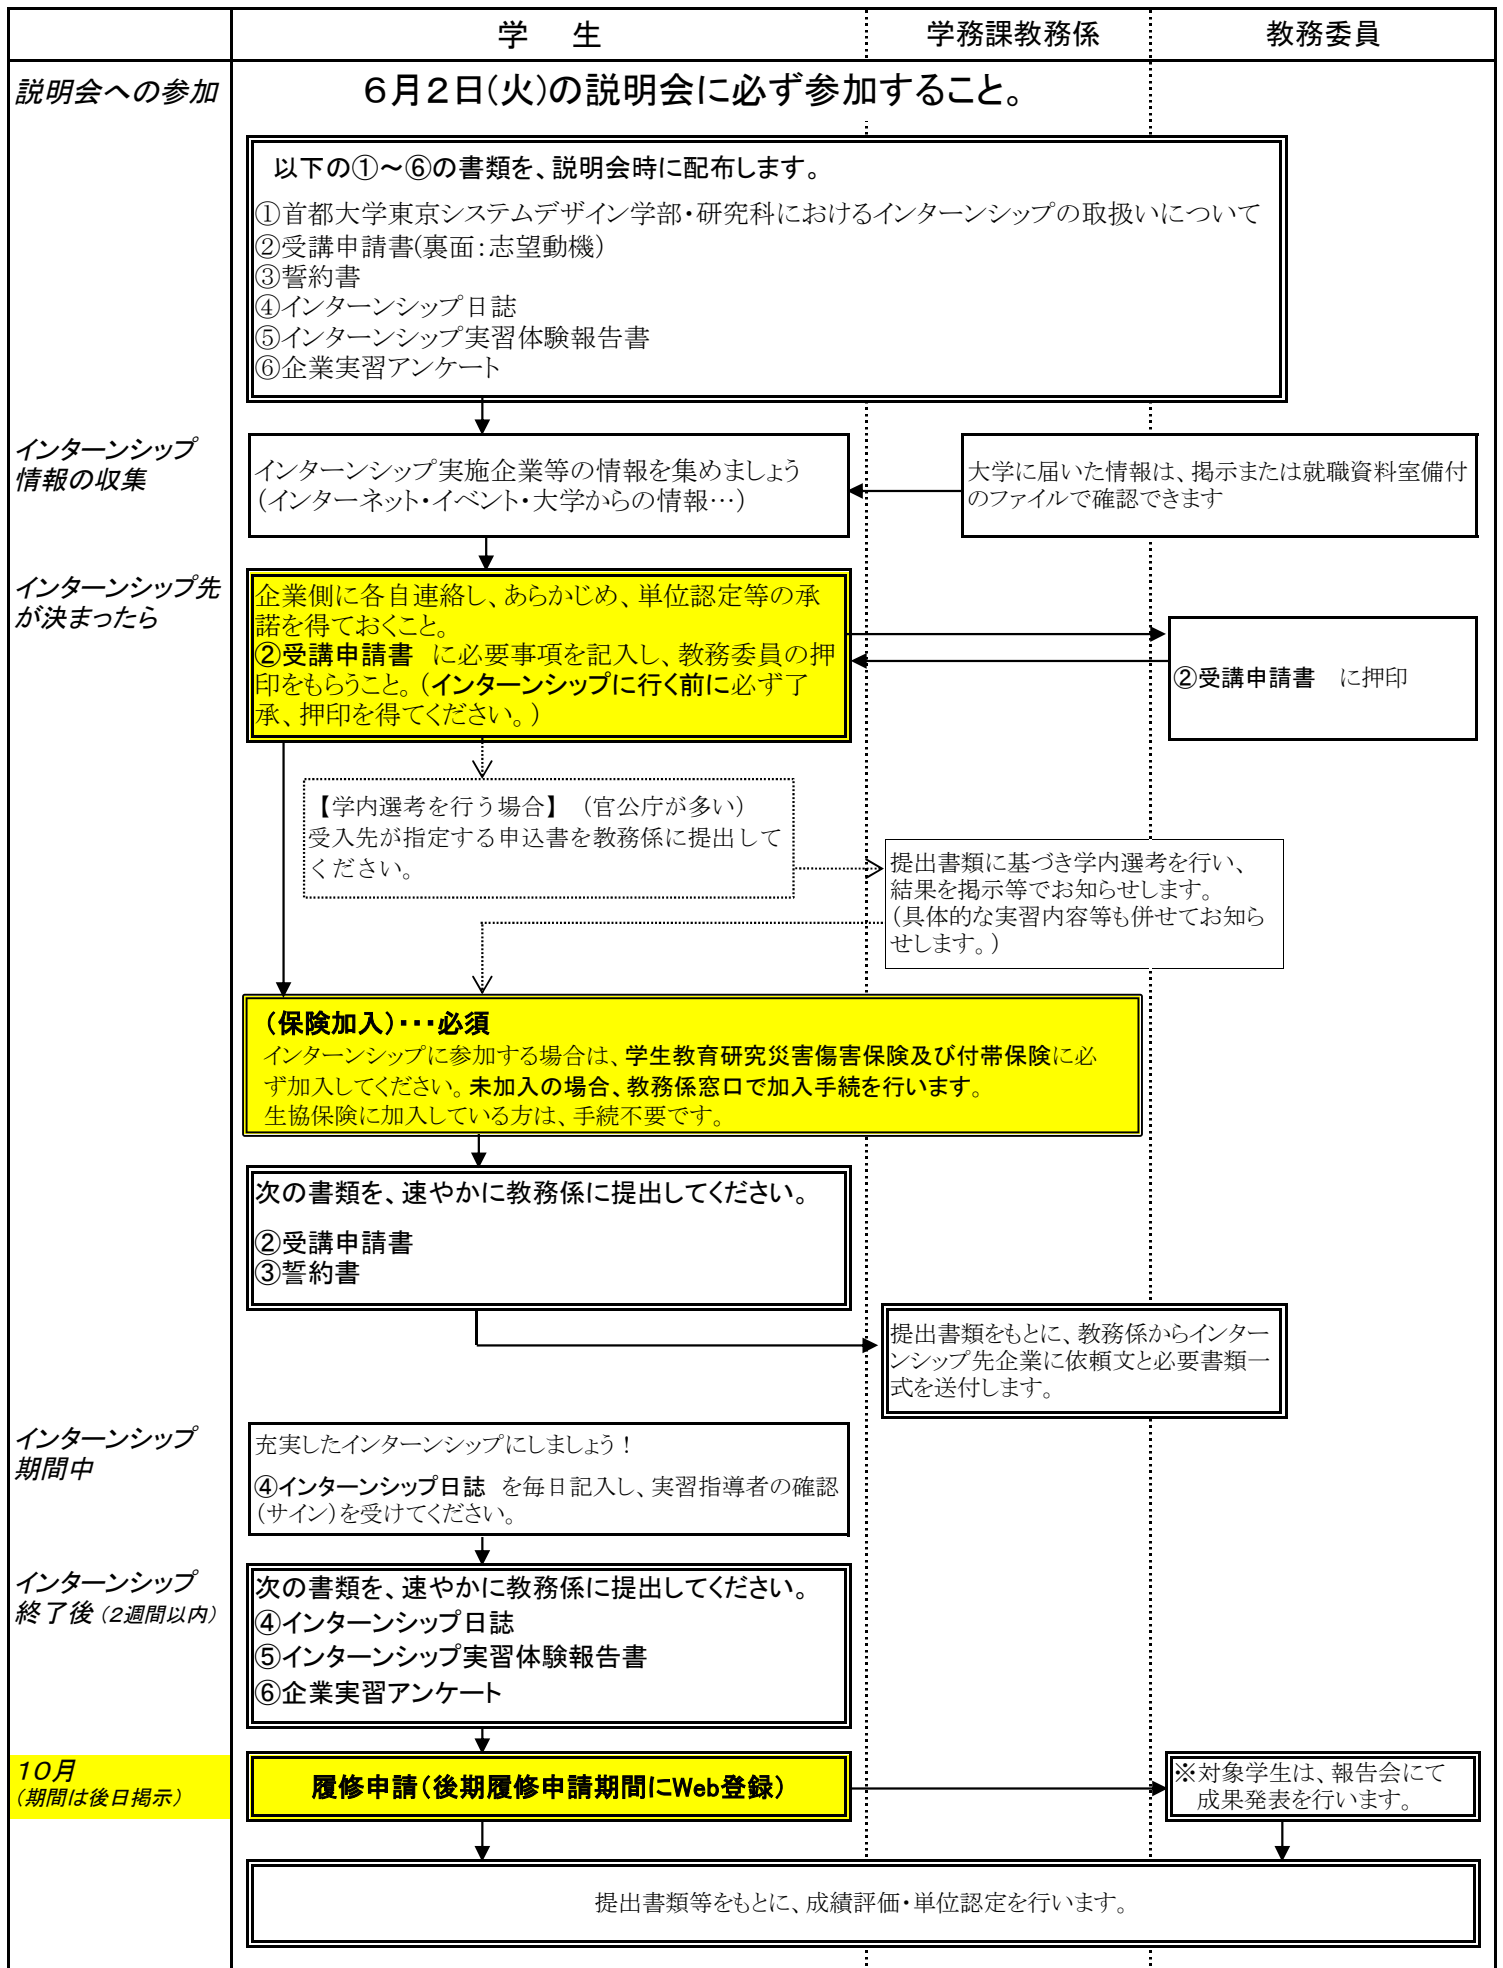 学　生
学務課教務係
教務委員
説明会への参加
６月２日(火)の説明会に必ず参加すること。
以下の①～⑥の書類を、説明会時に配布します。
①首都大学東京システムデザイン学部・研究科におけるインターンシップの取扱いについて
②受講申請書(裏面：志望動機)
③誓約書
④インターンシップ日誌
⑤インターンシップ実習体験報告書
⑥企業実習アンケート
インターンシップ
情報の収集
インターンシップ実施企業等の情報を集めましょう
（インターネット・イベント・大学からの情報…）
大学に届いた情報は、掲示または就職資料室備付
のファイルで確認できます
インターンシップ先
が決まったら
企業側に各自連絡し、あらかじめ、単位認定等の承
諾を得ておくこと。
②受講申請書　に必要事項を記入し、教務委員の押
印をもらうこと。（インターンシップに行く前に必ず了
承、押印を得てください。）
②受講申請書　に押印
【学内選考を行う場合】（官公庁が多い）
受入先が指定する申込書を教務係に提出して
ください。
提出書類に基づき学内選考を行い、
結果を掲示等でお知らせします。
（具体的な実習内容等も併せてお知ら
せします。）
（保険加入）・・・必須
インターンシップに参加する場合は、学生教育研究災害傷害保険及び付帯保険に必
ず加入してください。未加入の場合、教務係窓口で加入手続を行います。
生協保険に加入している方は、手続不要です。
次の書類を、速やかに教務係に提出してください。
②受講申請書
③誓約書
提出書類をもとに、教務係からインター
ンシップ先企業に依頼文と必要書類一
式を送付します。
インターンシップ
期間中
充実したインターンシップにしましょう！
④インターンシップ日誌　を毎日記入し、実習指導者の確認
（サイン）を受けてください。
インターンシップ
終了後（2週間以内）
次の書類を、速やかに教務係に提出してください。
④インターンシップ日誌
⑤インターンシップ実習体験報告書
⑥企業実習アンケート
１０月
（期間は後日掲示）
履修申請（後期履修申請期間にWeb登録）
※対象学生は、報告会にて
成果発表を行います。
提出書類等をもとに、成績評価・単位認定を行います。